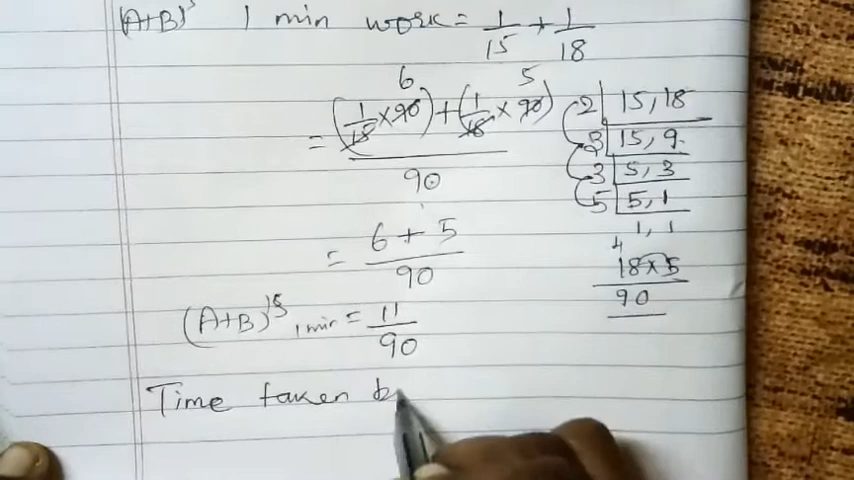 (A+B)'s 1 min work = 1/15 + 1/18
= (1/15 × 90) + (1/18 × 90) / 90
6 5
= 6 + 5 / 90
(A+B)'s 1 min = 11/90
Time taken b
2 | 15, 18
3 | 15, 9
3 | 5, 3
5 | 5, 1
1, 1
4
18 × 5
90